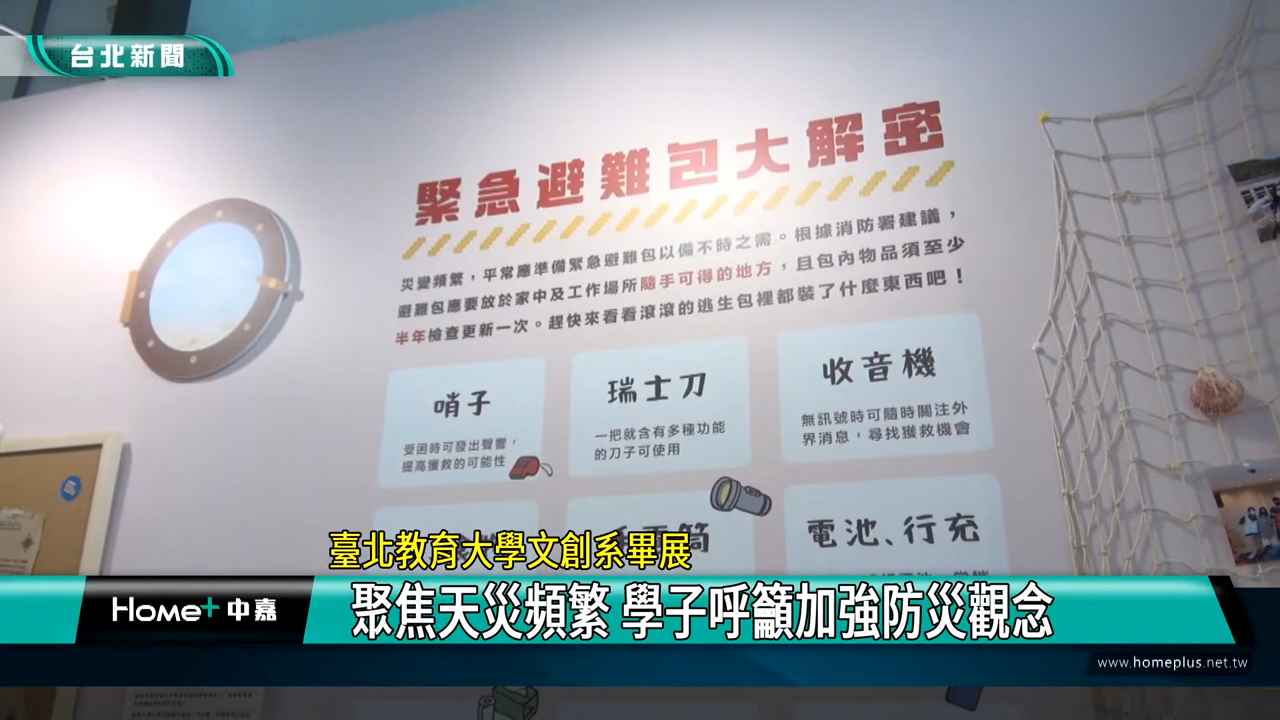 台北新聞
緊急避難包大解密
災變頻繁，平常應準備緊急避難包以備不時之需。根據消防署建議，
避難包應要放於家中及工作場所隨手可得的地方，且包內物品須至少
半年檢查更新一次。趕快來看看滾滾的逃生包裡都裝了什麼東西吧！
哨子
受困時可發出聲響，
提高獲救的可能性
瑞士刀
一把就含有多種功能
的刀子可使用
收音機
無訊號時可隨時關注外
界消息，尋找獲救機會
電池、行充
臺北教育大學文創系畢展
Home+中嘉
聚焦天災頻繁 學子呼籲加強防災觀念
www.homeplus.net.tw